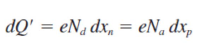 dQ' = eN_d dx_n = eN_a dx_p